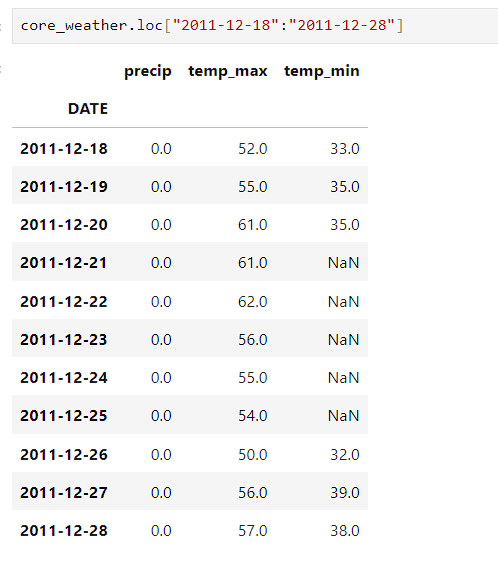 core_weather.loc["2011-12-18":"2011-12-28"]
precip temp_max temp_min
DATE
2011-12-18 0.0 52.0 33.0
2011-12-19 0.0 55.0 35.0
2011-12-20 0.0 61.0 35.0
2011-12-21 0.0 61.0 NaN
2011-12-22 0.0 62.0 NaN
2011-12-23 0.0 56.0 NaN
2011-12-24 0.0 55.0 NaN
2011-12-25 0.0 54.0 NaN
2011-12-26 0.0 50.0 32.0
2011-12-27 0.0 56.0 39.0
2011-12-28 0.0 57.0 38.0